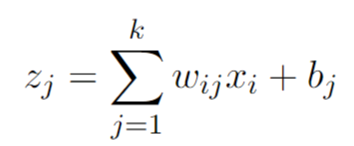 z_j = \sum_{j=1}^{k} w_{ij} x_i + b_j